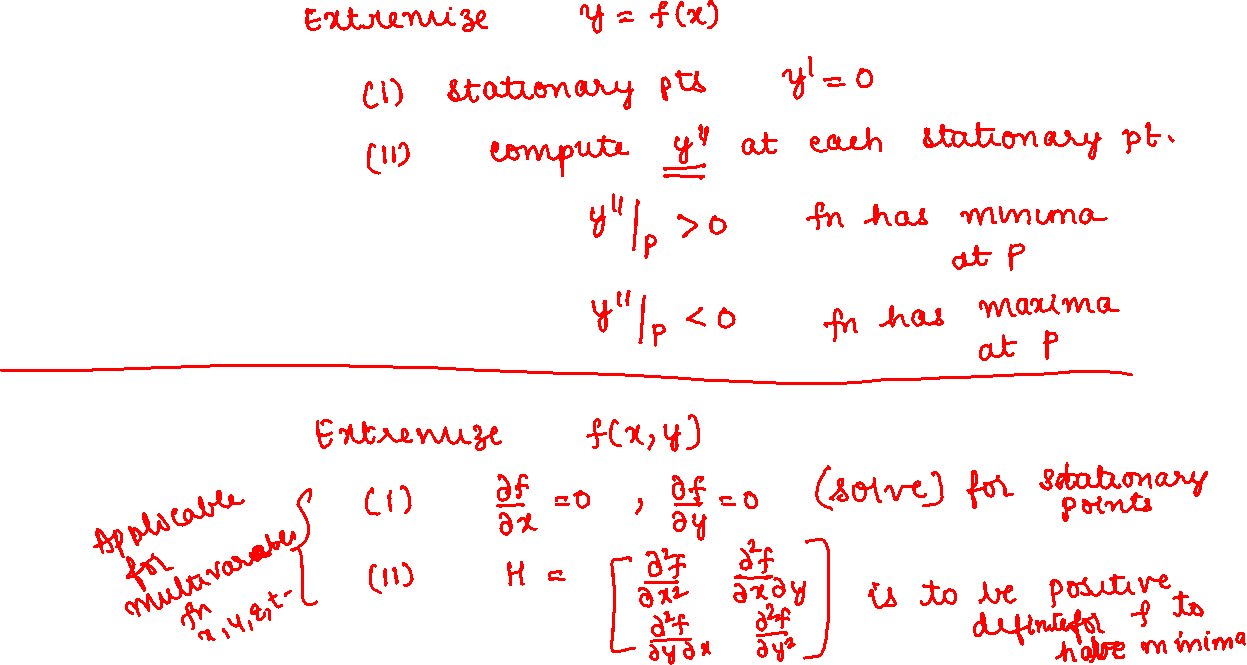 Extremize y = f(x)
(I) stationary pts y' = 0
(II) compute y'' at each stationary pt.
y''|p > 0 fn has minima
at P
y''|p < 0 fn has maxima
at P
Extremize f(x,y)
(I) ∂f/∂x = 0 , ∂f/∂y = 0 (solve) for stationary
points
(II) H = [ ∂²f/∂x² ∂²f/∂x∂y
∂²f/∂y∂x ∂²f/∂y² ] is to be positive
definite for f to
have minima
Applicable
for
multivariables
fn
x, y, z, t -